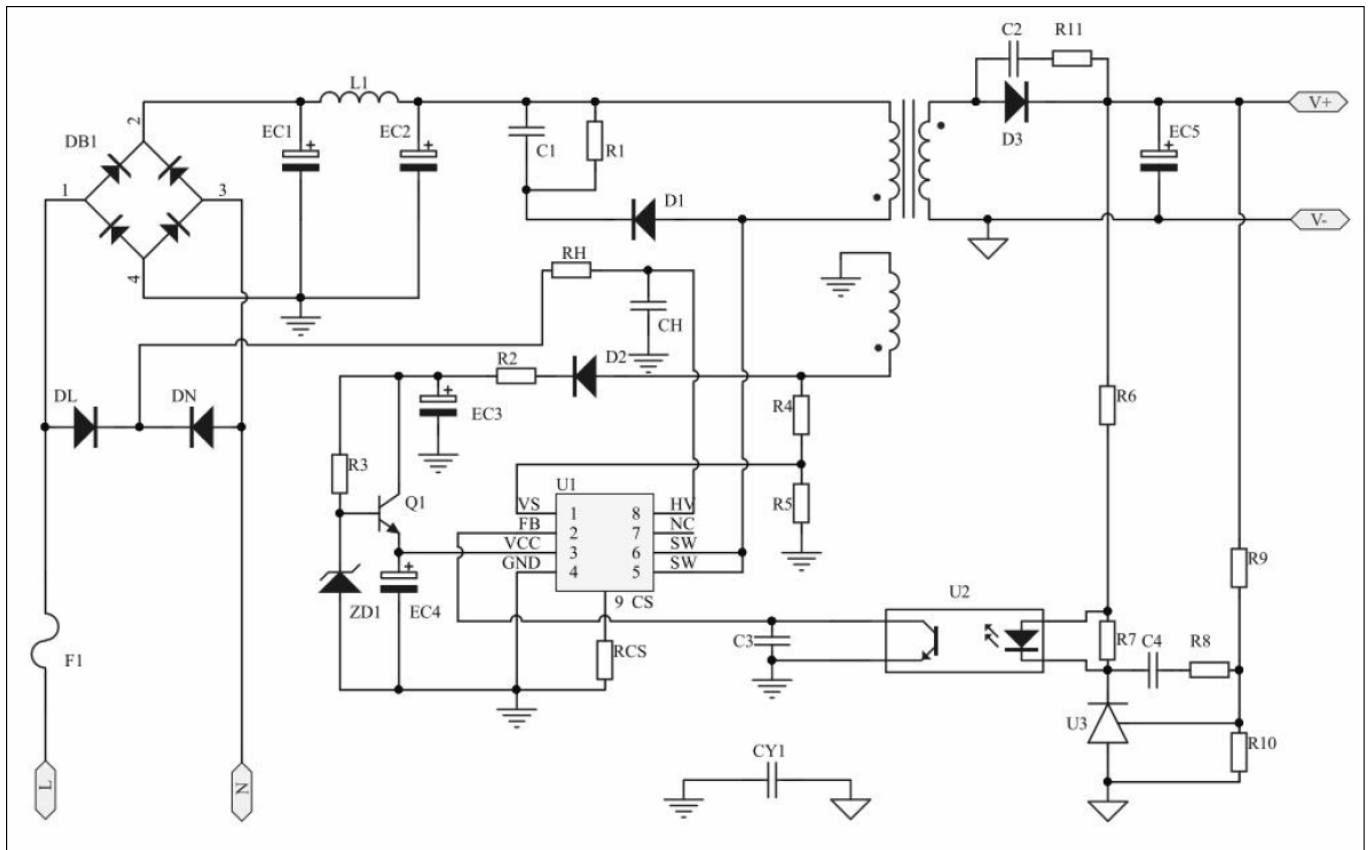 C2
R11
L1
V+
2
DB1
EC1
+
EC2
+
C1
R1
D3
EC5
+
1
3
D1
V-
4
RH
CH
R2
D2
DL
DN
EC3
+
R4
R6
R3
U1
VS
1
8
HV
R5
Q1
FB
2
7
NC
VCC
3
6
SW
GND
4
5
SW
R9
ZD1
+
EC4
9
CS
U2
F1
RCS
C3
R7
C4
R8
U3
R10
CY1
L
N